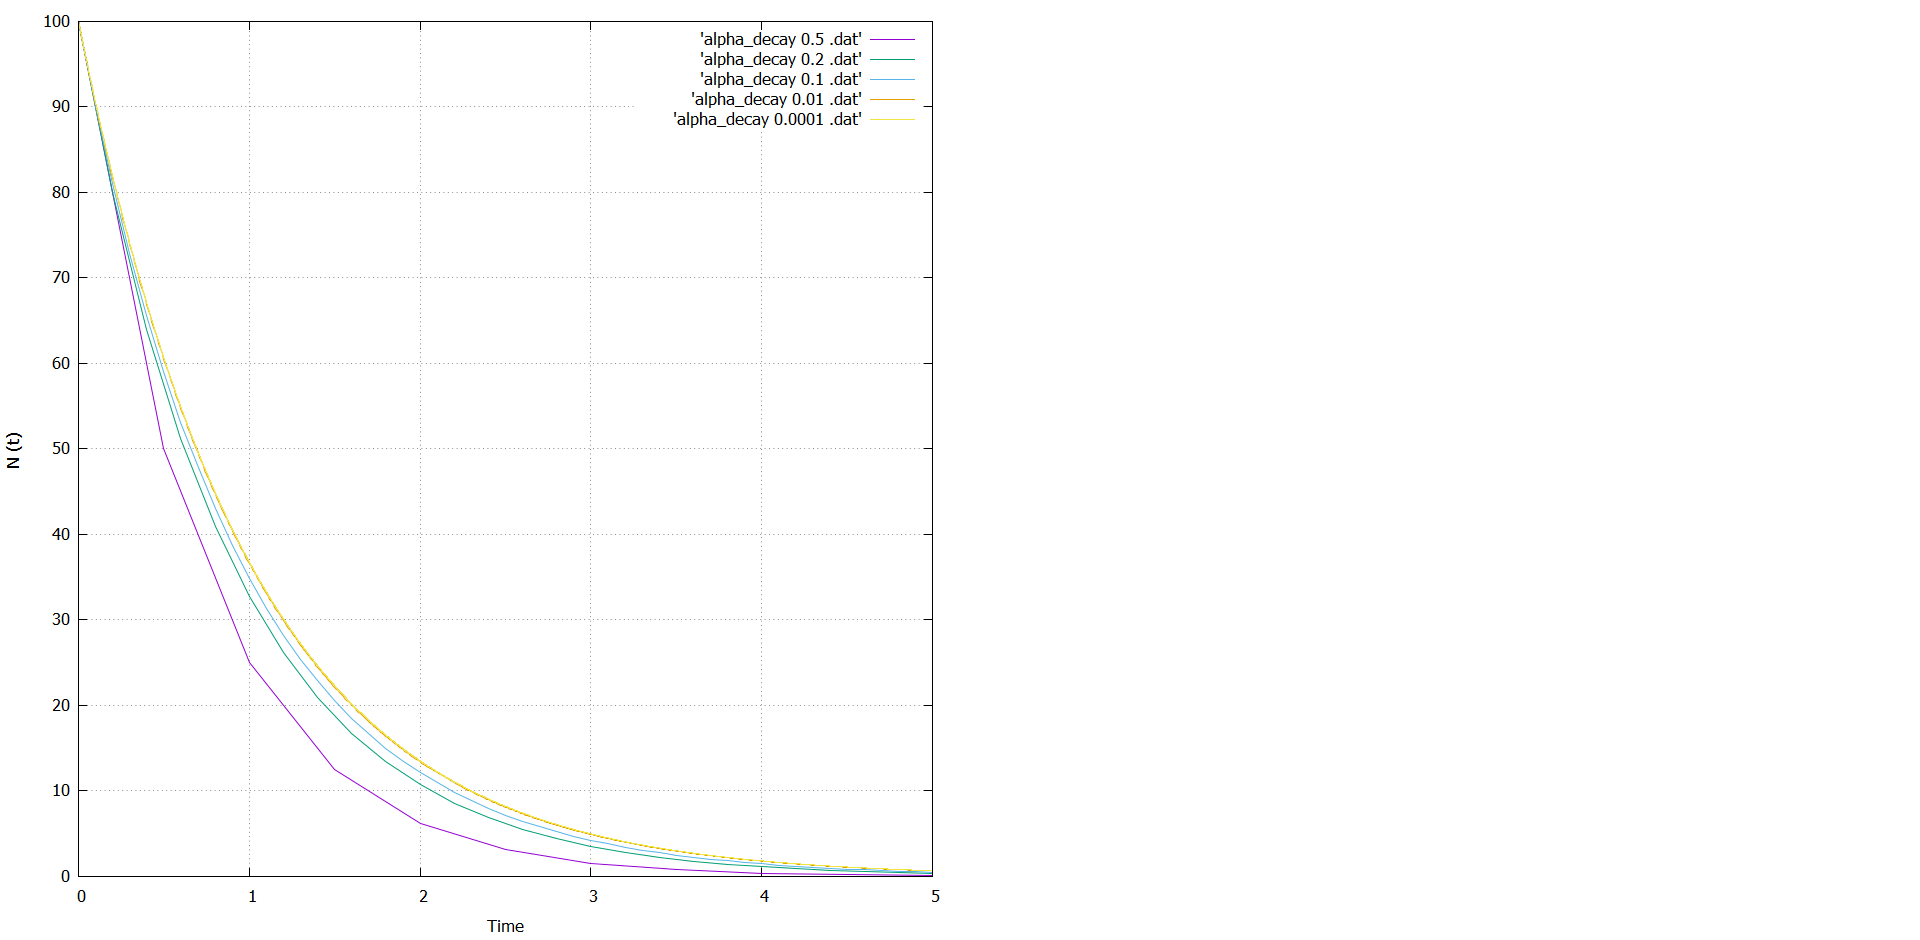 100
90
80
70
60
50
40
30
20
10
0
N (t)
'alpha_decay 0.5 .dat'
'alpha_decay 0.2 .dat'
'alpha_decay 0.1 .dat'
'alpha_decay 0.01 .dat'
'alpha_decay 0.0001 .dat'
0 1 2 3 4 5
Time